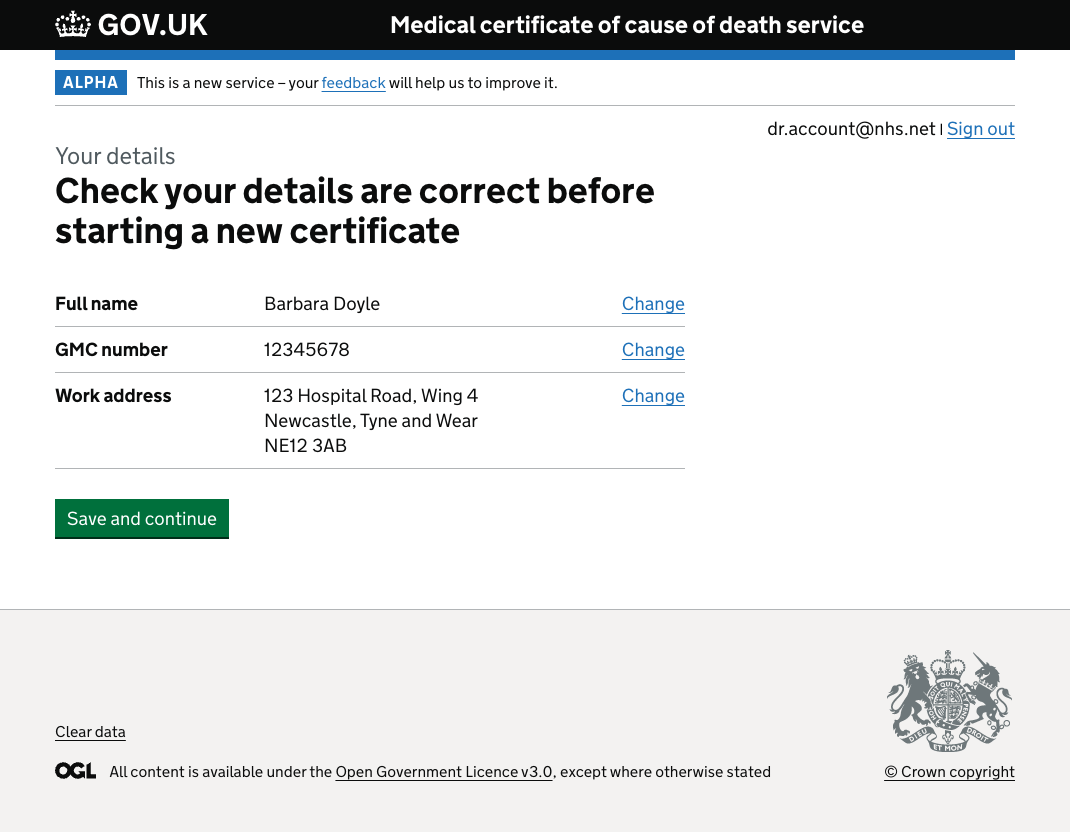 GOV.UK Medical certificate of cause of death service
ALPHA This is a new service – your feedback will help us to improve it.
dr.account@nhs.net | Sign out
Your details
Check your details are correct before
starting a new certificate
Full name Barbara Doyle Change
GMC number 12345678 Change
Work address 123 Hospital Road, Wing 4 Change
Newcastle, Tyne and Wear
NE12 3AB
Save and continue
DIEU ET MON DROIT
Clear data
OGL All content is available under the Open Government Licence v3.0, except where otherwise stated
© Crown copyright